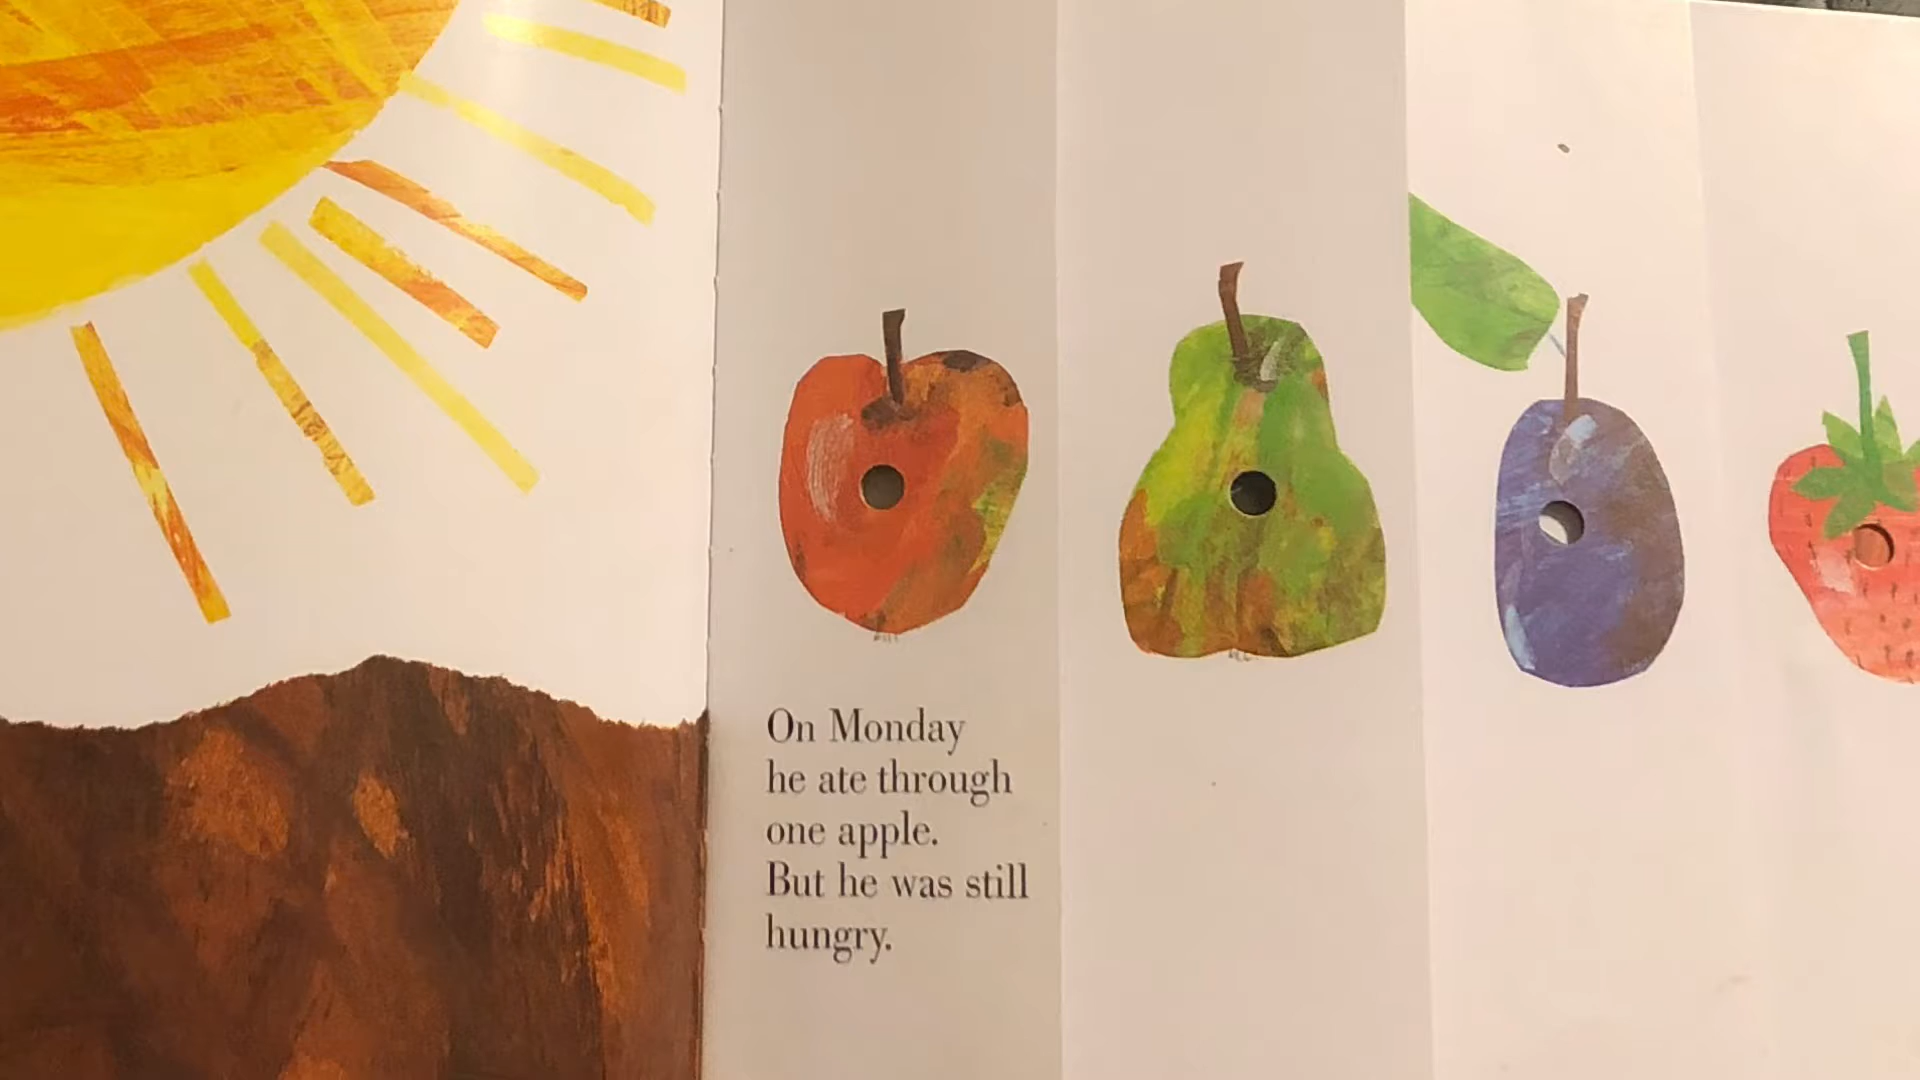 On Monday
he ate through
one apple.
But he was still
hungry.